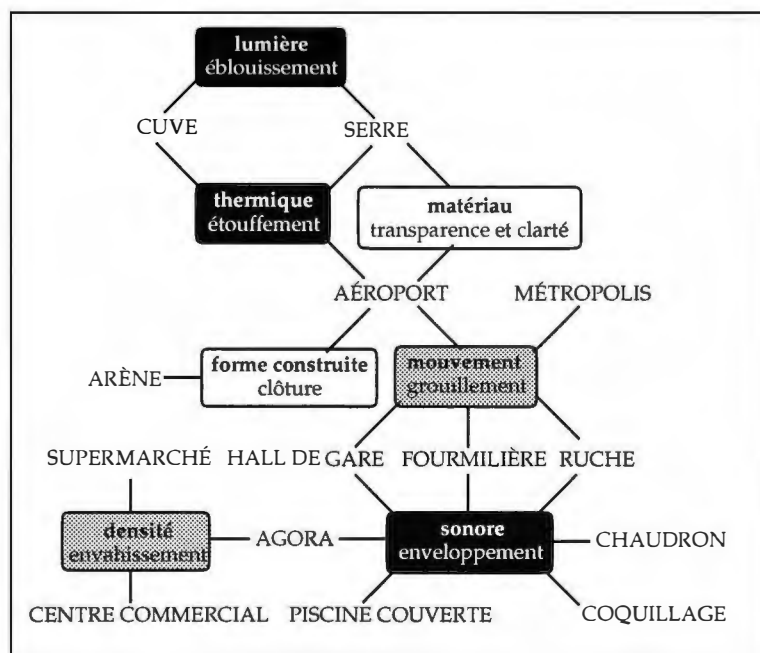 lumière
éblouissement
CUVE SERRE
thermique
étouffement
matériau
transparence et clarté
AÉROPORT MÉTROPOLIS
ARÈNE
forme construite
clôture
mouvement
grouillement
SUPERMARCHÉ HALL DE GARE FOURMILIÈRE RUCHE
densité
envahissement
AGORA
sonore
enveloppement
CHAUDRON
CENTRE COMMERCIAL PISCINE COUVERTE COQUILLAGE